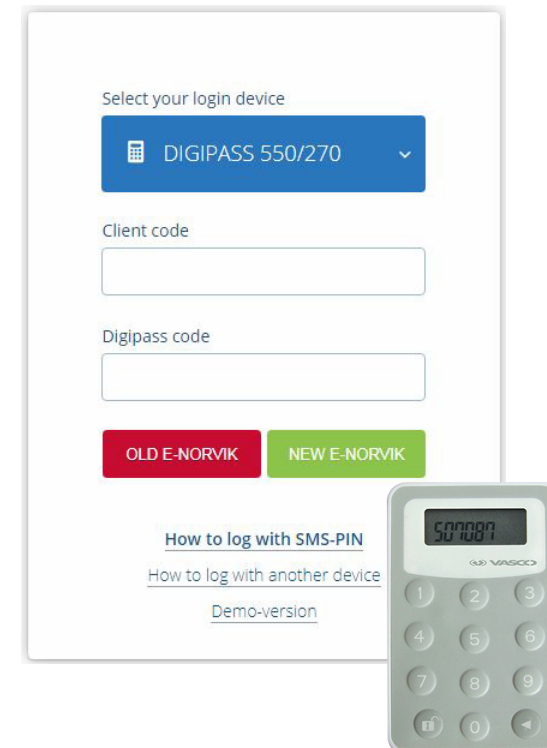 Select your login device
DIGIPASS 550/270
Client code
Digipass code
OLD E-NORVIK
NEW E-NORVIK
How to log with SMS-PIN
How to log with another device
Demo-version
507087
VASCO
1 2 3
4 5 6
7 8 9
0